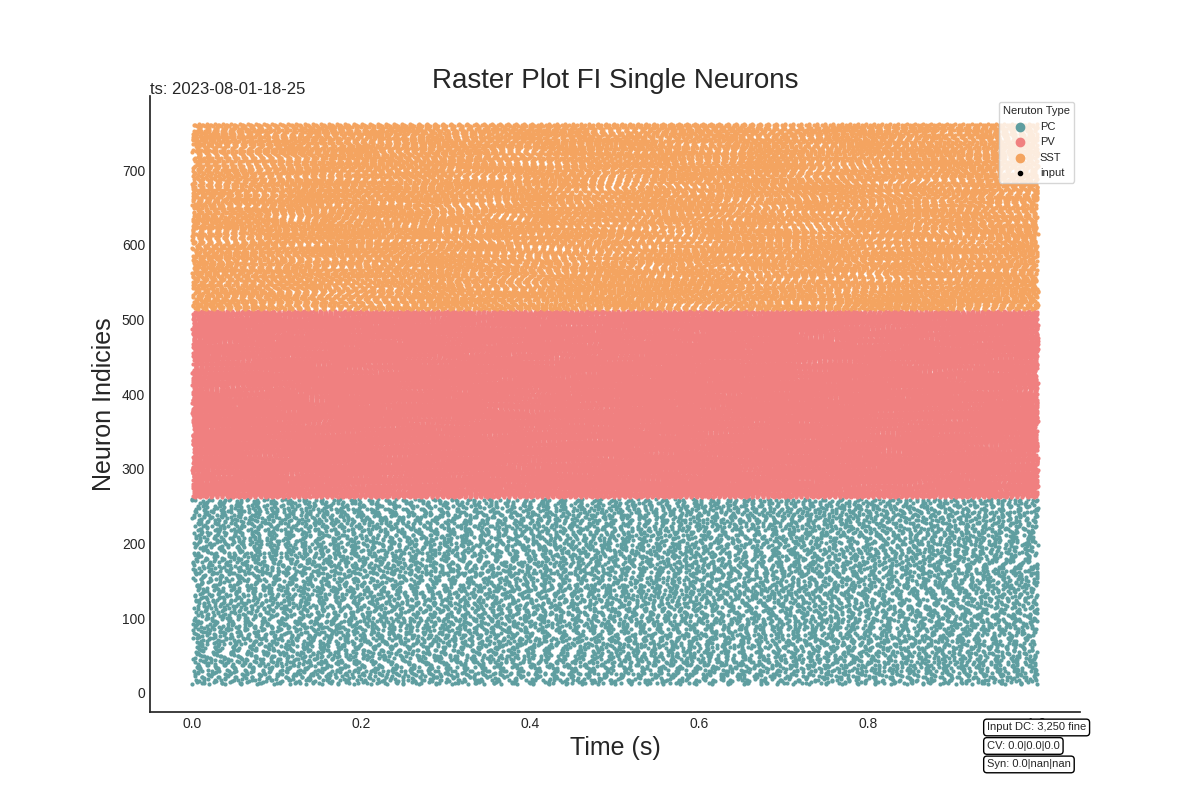 Raster Plot FI Single Neurons
ts: 2023-08-01-18-25
Neruton Type
PC
PV
SST
input
Neuron Indicies
700
600
500
400
300
200
100
0
0.0 0.2 0.4 0.6 0.8
Time (s)
Input DC: 3,250 fine
CV: 0.0|0.0|0.0
Syn: 0.0|nan|nan